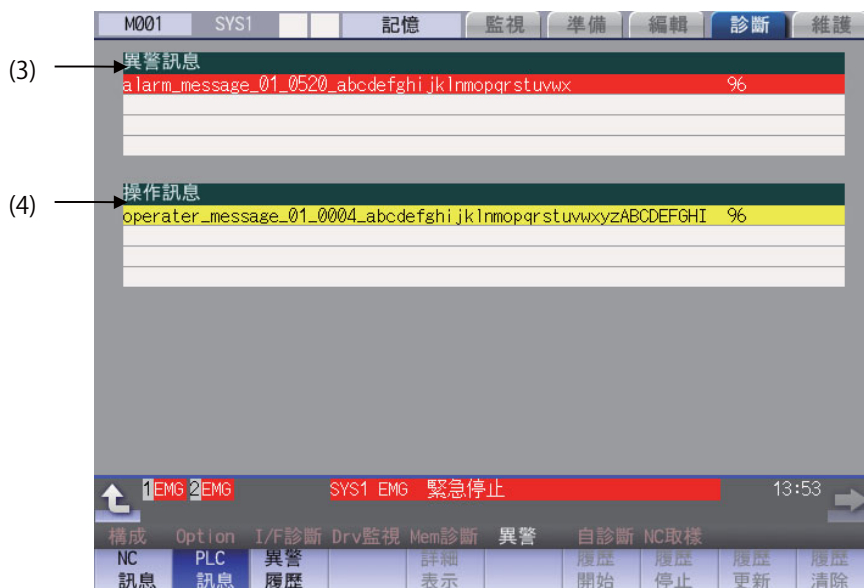 M001 SYS1 記憶 監視 準備 編輯 診斷 維護
(3)
異警訊息
alarm_message_01_0520_abcdefghijklnmopqrstuvwx 96
(4)
操作訊息
operater_message_01_0004_abcdefghijklnmopqrstuvwxyzABCDEFGHI 96
1EMG 2EMG SYS1 EMG 緊急停止 13:53
構成 Option I/F診斷 Drv監視 Mem診斷 異警 自診斷 NC取樣
NC PLC 異警 詳細 履歷 履歷 履歷 履歷
訊息 訊息 履歷 表示 開始 停止 更新 清除